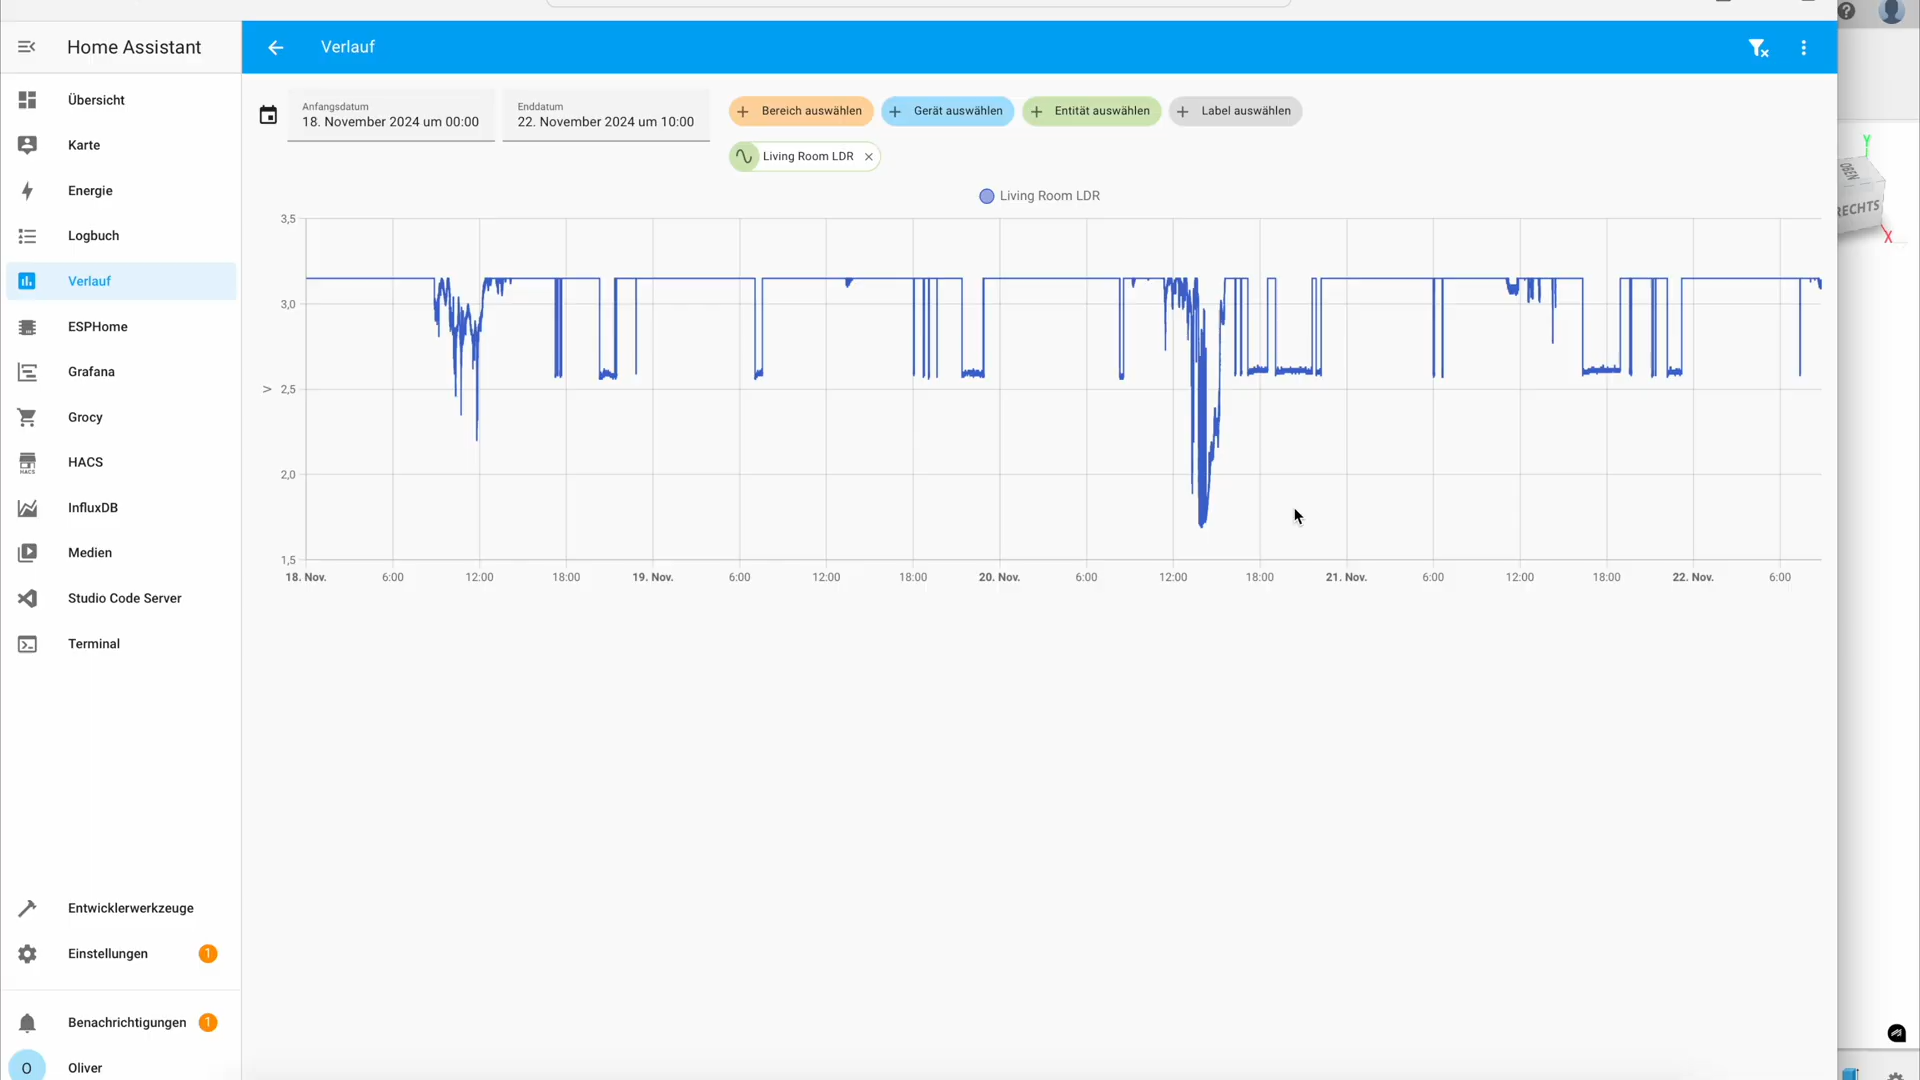 Home Assistant
Verlauf
Übersicht
Karte
Energie
Logbuch
Verlauf
ESPHome
Grafana
Grocy
HACS
HACS
InfluxDB
Medien
Studio Code Server
Terminal
Entwicklerwerkzeuge
Einstellungen
1
Benachrichtigungen
1
O
Oliver
Anfangsdatum
18. November 2024 um 00:00
Enddatum
22. November 2024 um 10:00
Bereich auswählen
Gerät auswählen
Entität auswählen
Label auswählen
Living Room LDR
Living Room LDR
3,5
3,0
2,5
2,0
1,5
V
18. Nov. 6:00 12:00 18:00 19. Nov. 6:00 12:00 18:00 20. Nov. 6:00 12:00 18:00 21. Nov. 6:00 12:00 18:00 22. Nov. 6:00
Y
OBEN
RECHTS
X